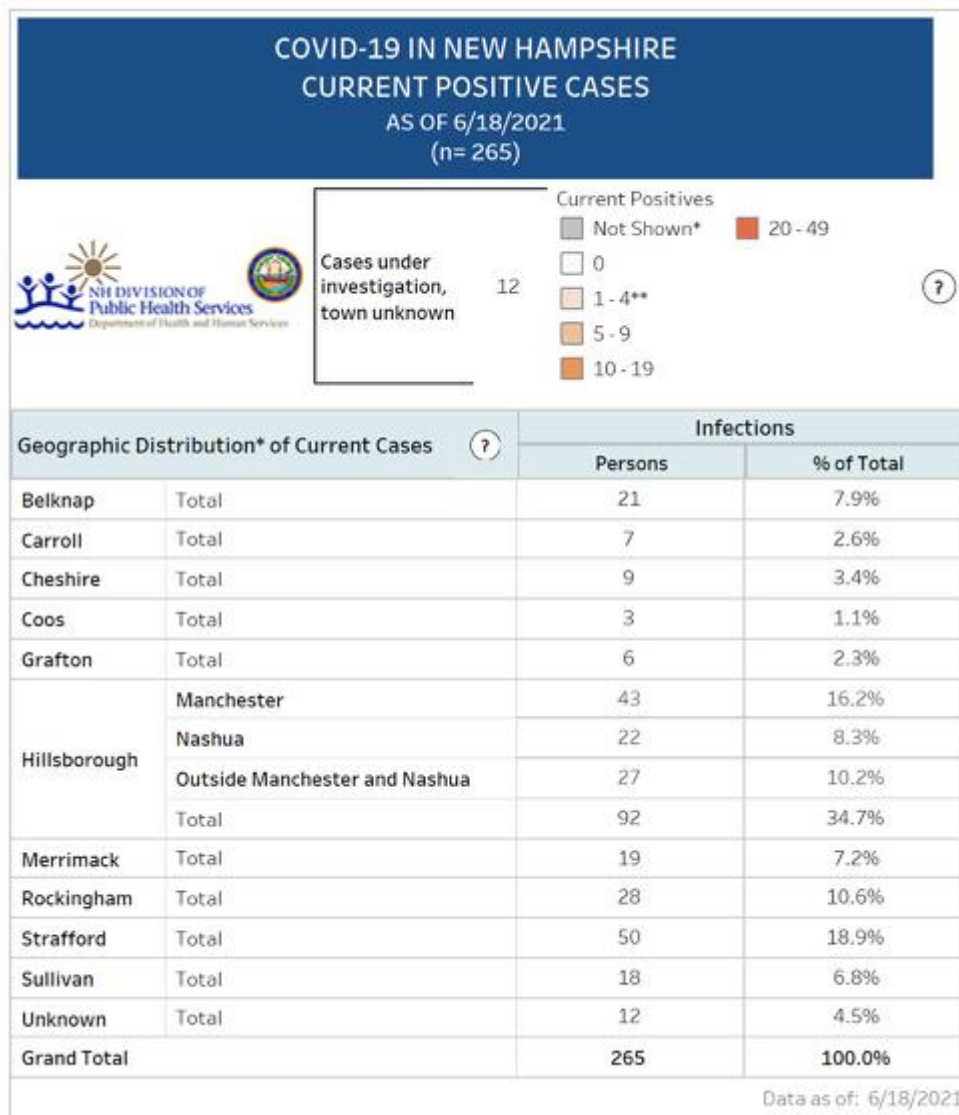 COVID-19 IN NEW HAMPSHIRE
CURRENT POSITIVE CASES
AS OF 6/18/2021
(n= 265)
NH DIVISION OF
Public Health Services
Department of Health and Human Services
Cases under
investigation,
town unknown
12
Current Positives
Not Shown*
20 - 49
0
1 - 4**
5 - 9
10 - 19
?
Geographic Distribution* of Current Cases ? Infections
Persons % of Total
Belknap Total 21 7.9%
Carroll Total 7 2.6%
Cheshire Total 9 3.4%
Coos Total 3 1.1%
Grafton Total 6 2.3%
Hillsborough
Manchester 43 16.2%
Nashua 22 8.3%
Outside Manchester and Nashua 27 10.2%
Total 92 34.7%
Merrimack Total 19 7.2%
Rockingham Total 28 10.6%
Strafford Total 50 18.9%
Sullivan Total 18 6.8%
Unknown Total 12 4.5%
Grand Total 265 100.0%
Data as of: 6/18/2021